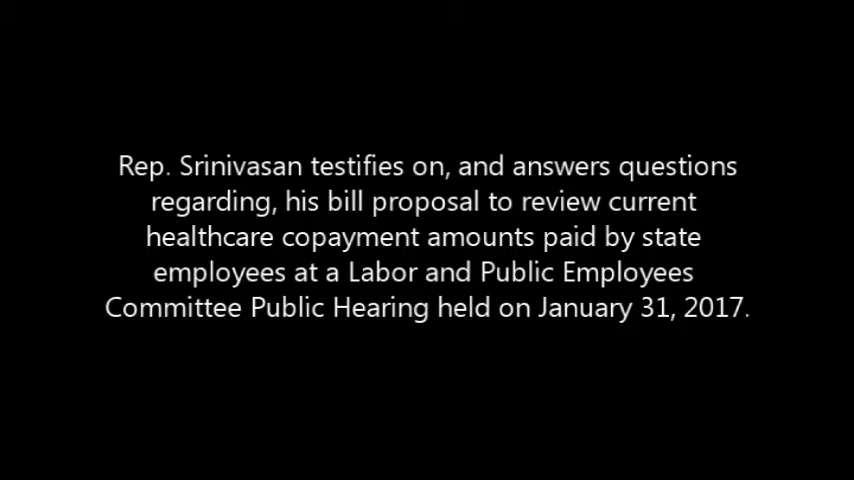 Rep. Srinivasan testifies on, and answers questions
regarding, his bill proposal to review current
healthcare copayment amounts paid by state
employees at a Labor and Public Employees
Committee Public Hearing held on January 31, 2017.